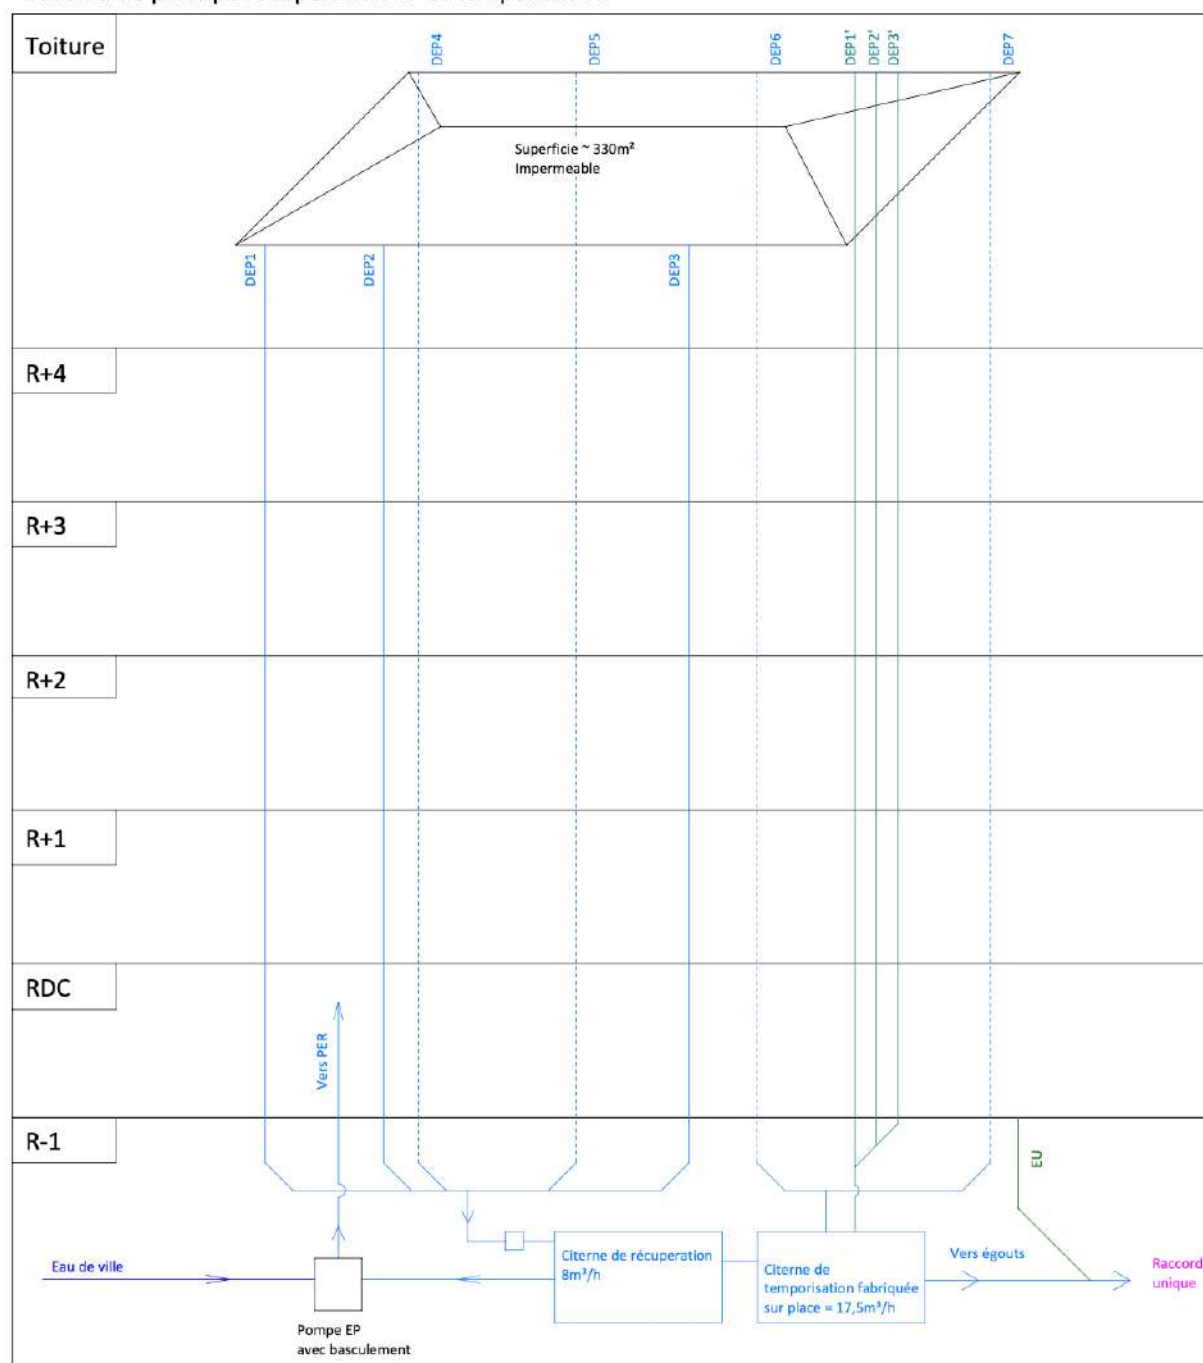 Toiture
DEP4
DEP5
DEP6
DEP1'
DEP2'
DEP3'
DEP7
Superficie ~ 330m²
Impermeable
DEP1
DEP2
DEP3
R+4
R+3
R+2
R+1
RDC
Vers PER
R-1
EU
Eau de ville
Citerne de récuperation
8m³/h
Citerne de
temporisation fabriquée
sur place = 17,5m³/h
Vers égouts
Raccord
unique
Pompe EP
avec basculement